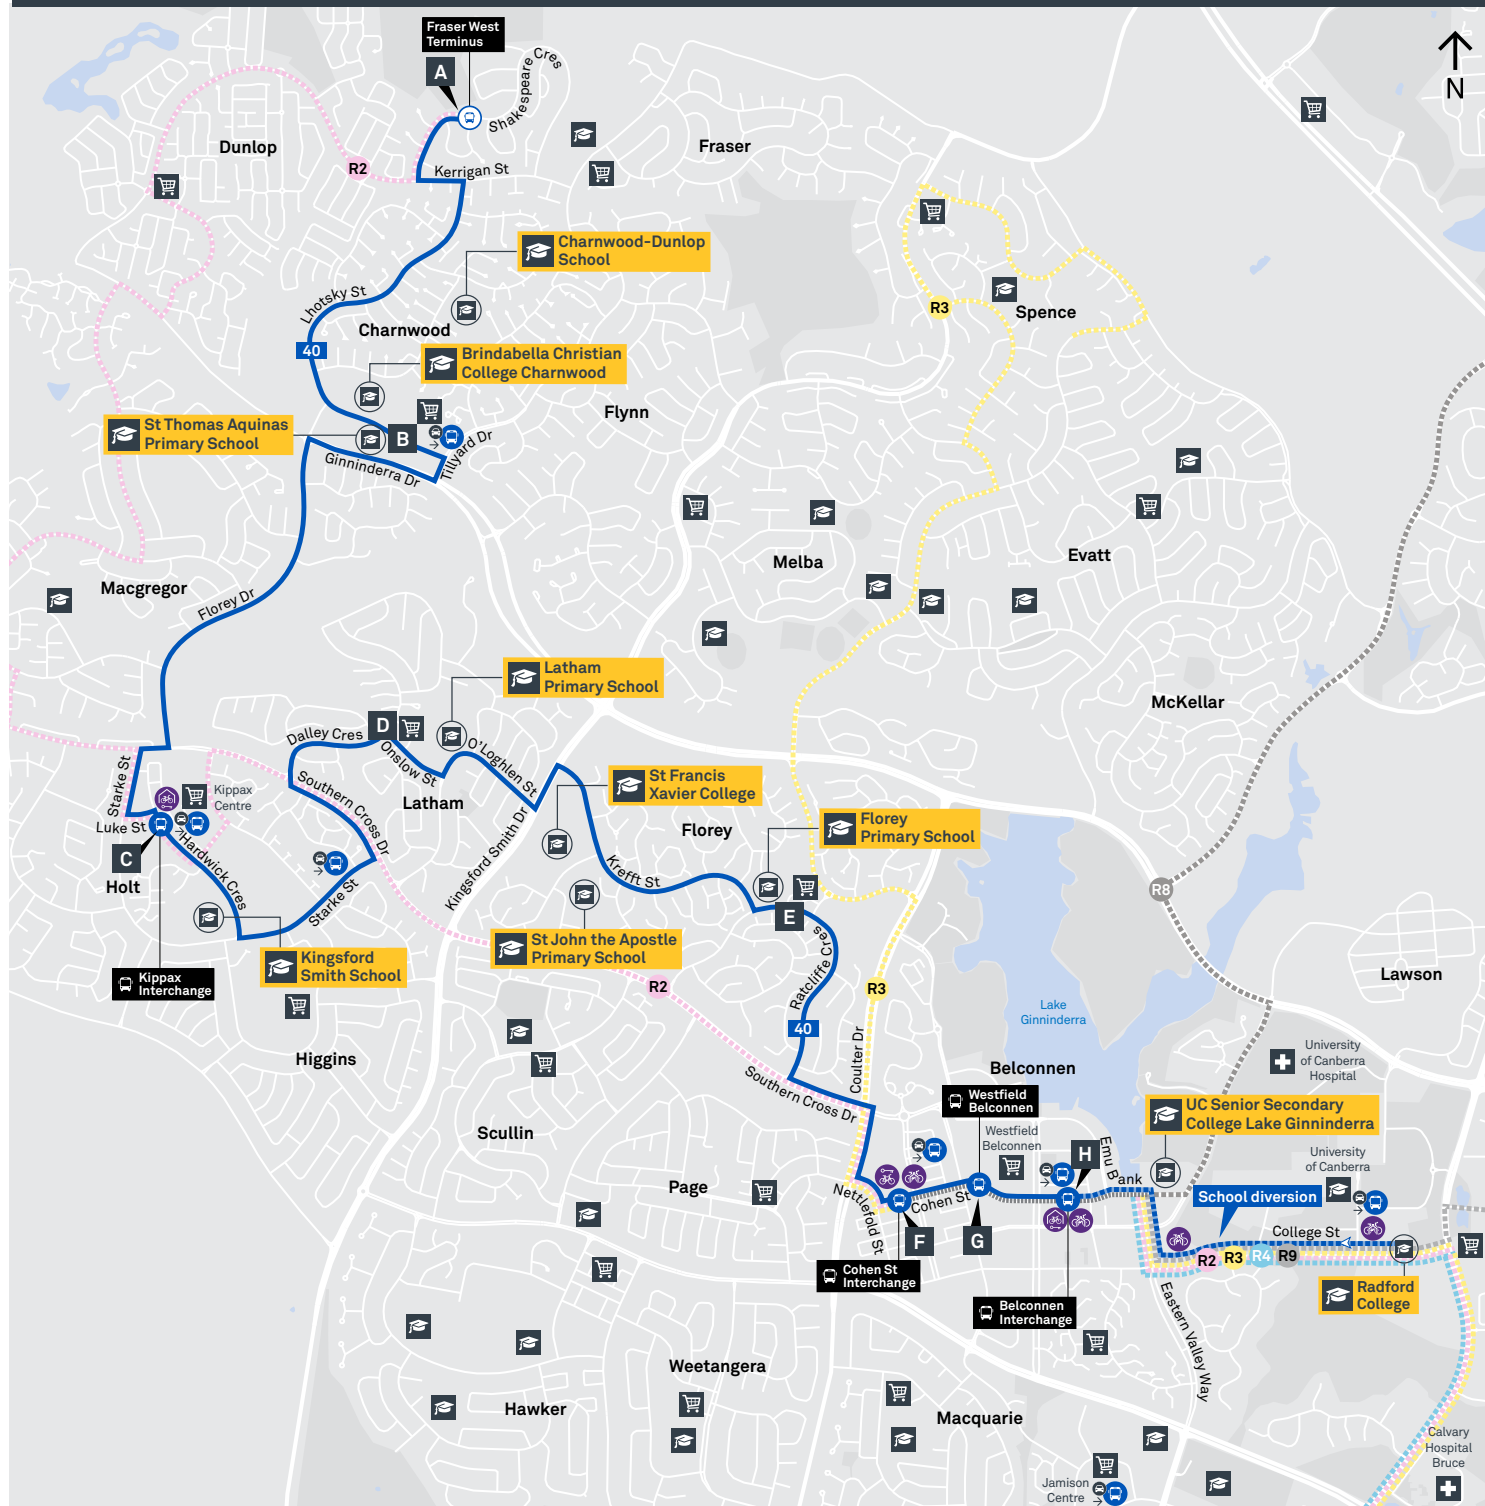 Fraser West
Terminus
A
Shakespeare Cres
N
Dunlop
Fraser
R2
Kerrigan St
Charnwood-Dunlop
School
Lhotsky St
R3
Spence
Charnwood
40
Brindabella Christian
College Charnwood
Flynn
St Thomas Aquinas
Primary School
B
Tillyard Dr
Ginninderra Dr
Melba
Evatt
Macgregor
Florey Dr
Latham
Primary School
McKellar
D
Dalley Cres
Onslow St
O'Loghlen St
Starke St
Southern Cross Dr
Latham
St Francis
Xavier College
Kippax
Centre
Luke St
Kingsford Smith Dr
Florey
Florey
Primary School
C
Hardwick Cres
Holt
Krefft St
R8
Starke St
E
Kingsford
Smith School
St John the Apostle
Primary School
Ratcliffe Cres
Kippax
Interchange
R2
R3
Lawson
40
Lake
Ginninderra
Higgins
Coulter Dr
University
of Canberra
Hospital
Belconnen
Southern Cross Dr
Westfield
Belconnen
UC Senior Secondary
College Lake Ginninderra
Scullin
Westfield
Belconnen
H
Emu Bank
University
of Canberra
Page
Nettlefold St
Cohen St
School diversion
College St
F
G
R2
R3
R4
R9
Cohen St
Interchange
Belconnen
Interchange
Radford
College
Eastern Valley Way
Weetangera
Hawker
Macquarie
Calvary
Hospital
Bruce
Jamison
Centre